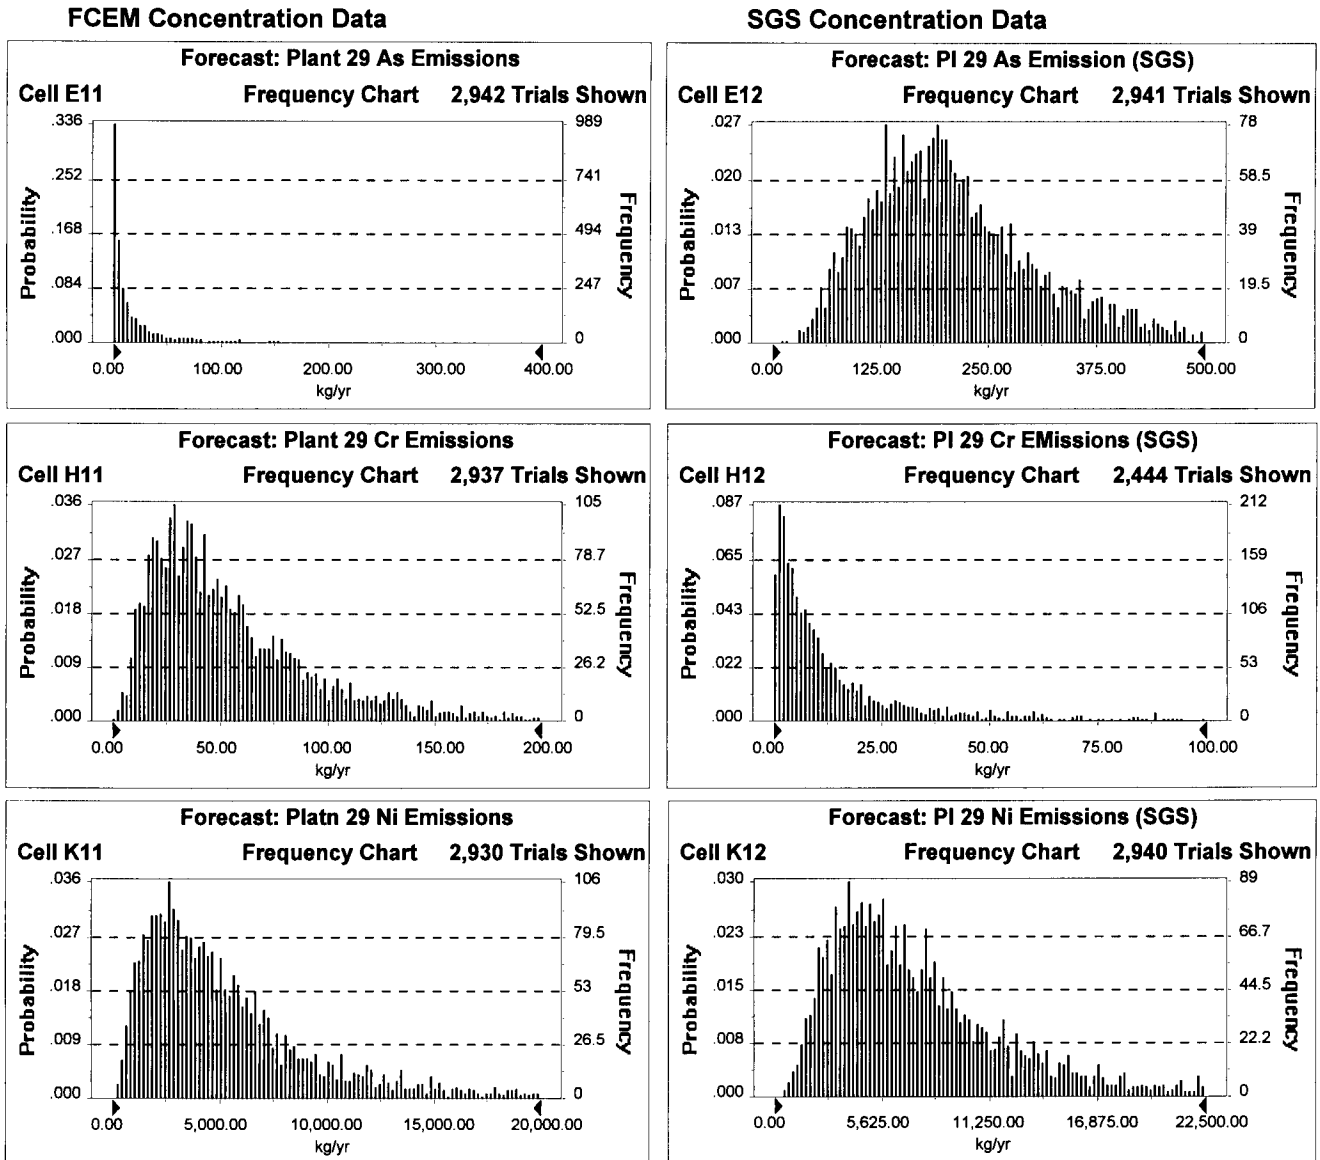 FCEM Concentration Data
SGS Concentration Data
Forecast: Plant 29 As Emissions
Cell E11 Frequency Chart 2,942 Trials Shown
.336 989
.252 741
.168 494
.084 247
.000 0
Probability
Frequency
0.00 100.00 200.00 300.00 400.00
kg/yr
Forecast: Pl 29 As Emission (SGS)
Cell E12 Frequency Chart 2,941 Trials Shown
.027 78
.020 58.5
.013 39
.007 19.5
.000 0
Probability
Frequency
0.00 125.00 250.00 375.00 500.00
kg/yr
Forecast: Plant 29 Cr Emissions
Cell H11 Frequency Chart 2,937 Trials Shown
.036 105
.027 78.7
.018 52.5
.009 26.2
.000 0
Probability
Frequency
0.00 50.00 100.00 150.00 200.00
kg/yr
Forecast: Pl 29 Cr EMissions (SGS)
Cell H12 Frequency Chart 2,444 Trials Shown
.087 212
.065 159
.043 106
.022 53
.000 0
Probability
Frequency
0.00 25.00 50.00 75.00 100.00
kg/yr
Forecast: Platn 29 Ni Emissions
Cell K11 Frequency Chart 2,930 Trials Shown
.036 106
.027 79.5
.018 53
.009 26.5
.000 0
Probability
Frequency
0.00 5,000.00 10,000.00 15,000.00 20,000.00
kg/yr
Forecast: Pl 29 Ni Emissions (SGS)
Cell K12 Frequency Chart 2,940 Trials Shown
.030 89
.023 66.7
.015 44.5
.008 22.2
.000 0
Probability
Frequency
0.00 5,625.00 11,250.00 16,875.00 22,500.00
kg/yr